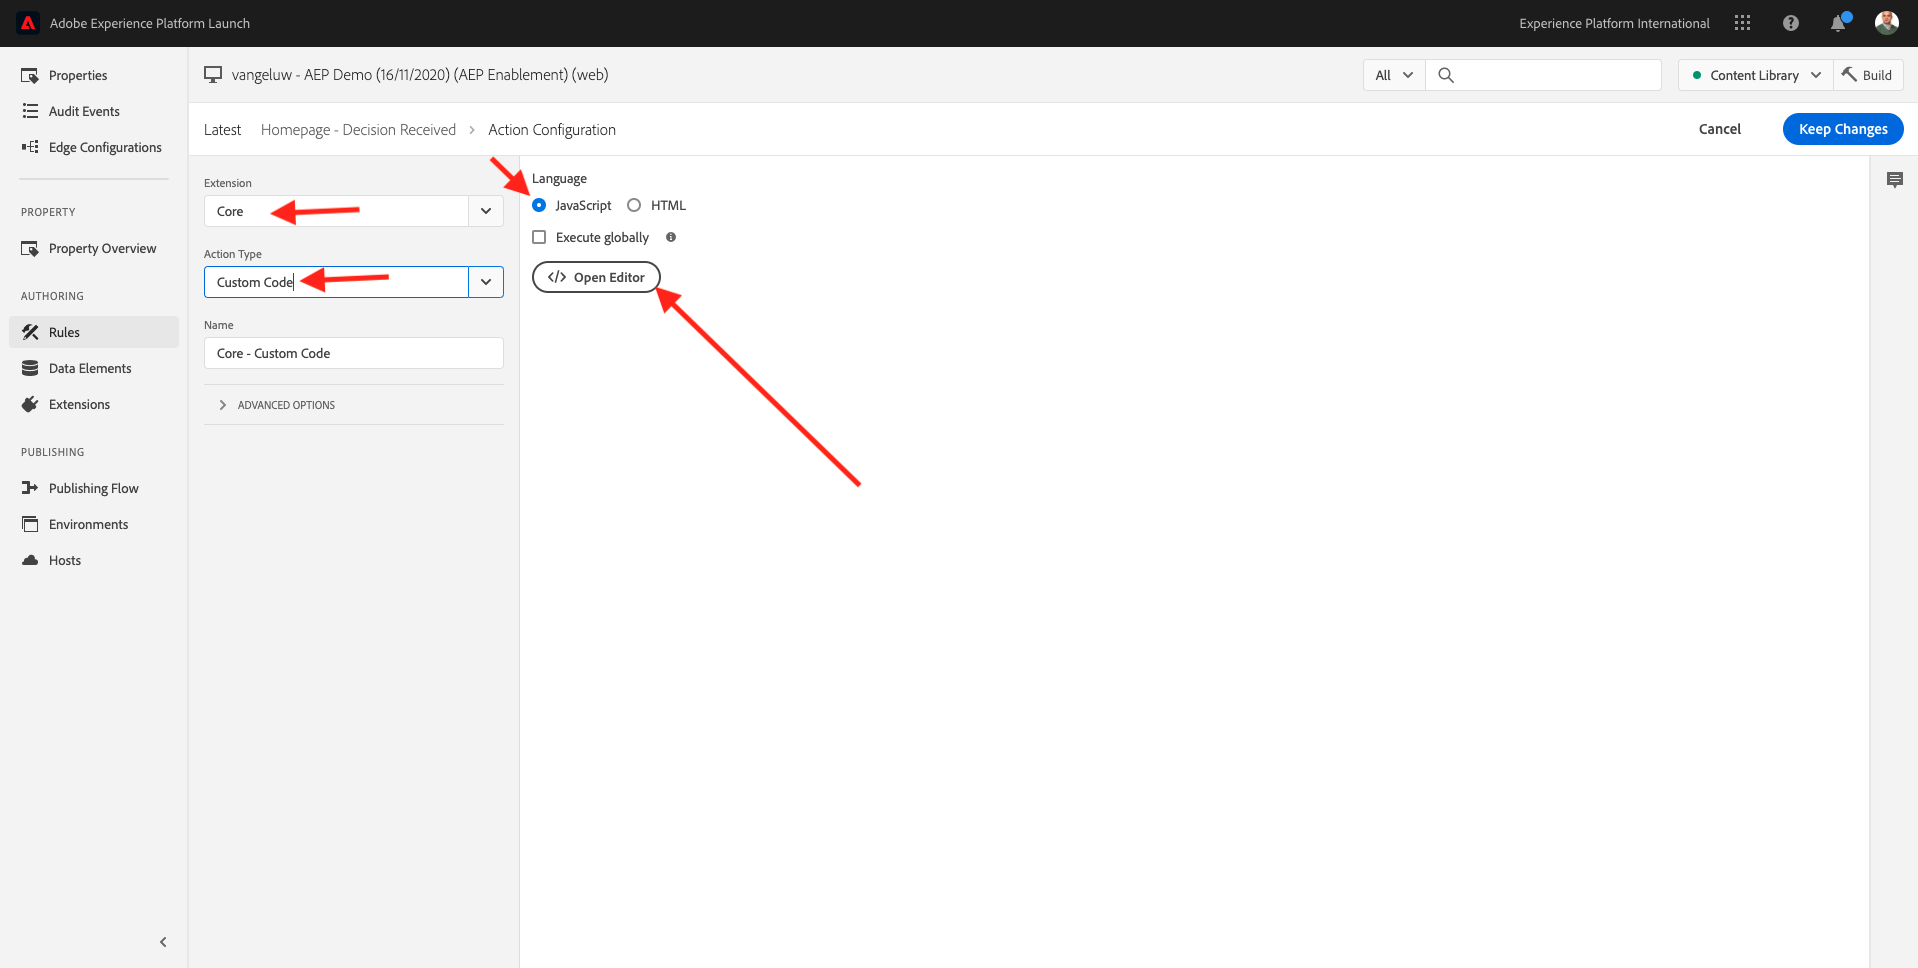 Adobe Experience Platform Launch
Experience Platform International
Properties
Audit Events
Edge Configurations
PROPERTY
Property Overview
AUTHORING
Rules
Data Elements
Extensions
PUBLISHING
Publishing Flow
Environments
Hosts
vangeluw - AEP Demo (16/11/2020) (AEP Enablement) (web)
All
Content Library
Build
Latest Homepage - Decision Received > Action Configuration
Cancel
Keep Changes
Extension
Core
Action Type
Custom Code
Name
Core - Custom Code
ADVANCED OPTIONS
Language
JavaScript HTML
Execute globally
</> Open Editor